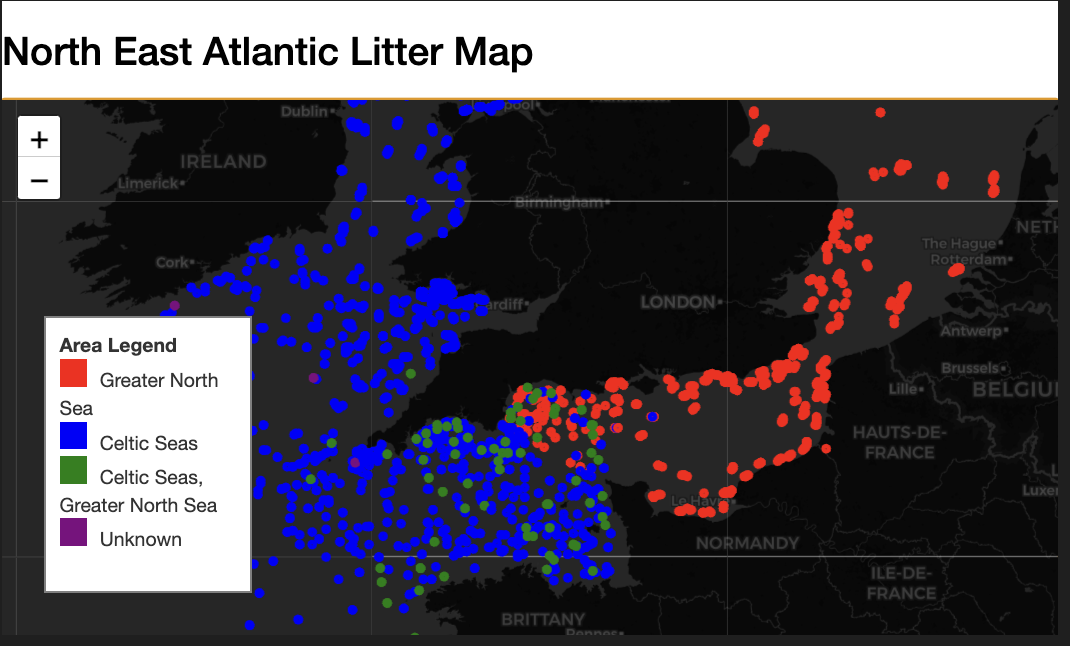 North East Atlantic Litter Map
+
−
Dublin
IRELAND
Limerick
Birmingham
NETH
The Hague
Rotterdam
Cork
LONDON
Antwerp
Area Legend
Greater North
Sea
Celtic Seas
Celtic Seas,
Greater North Sea
Unknown
Brussels
Lille
BELGIU
HAUTS-DE-
FRANCE
Luxe
Le Havre
NORMANDY
ILE-DE-
FRANCE
BRITTANY
Rennes